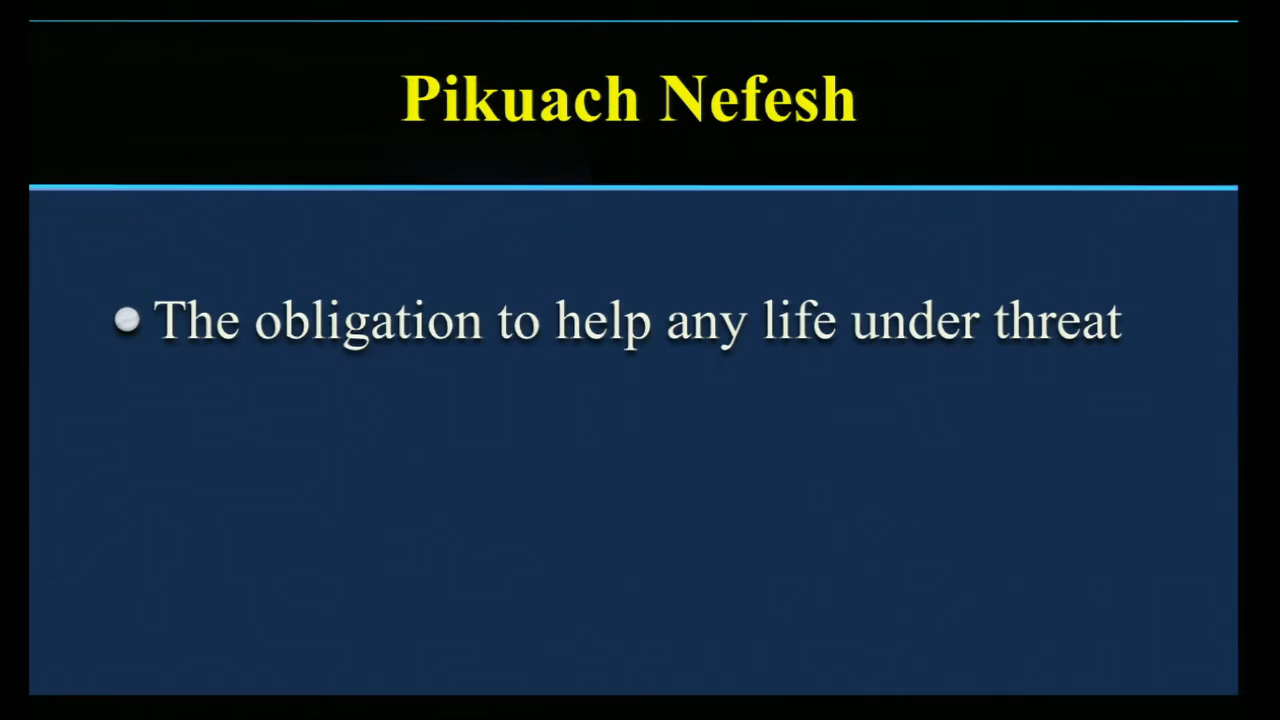 Pikuach Nefesh
The obligation to help any life under threat